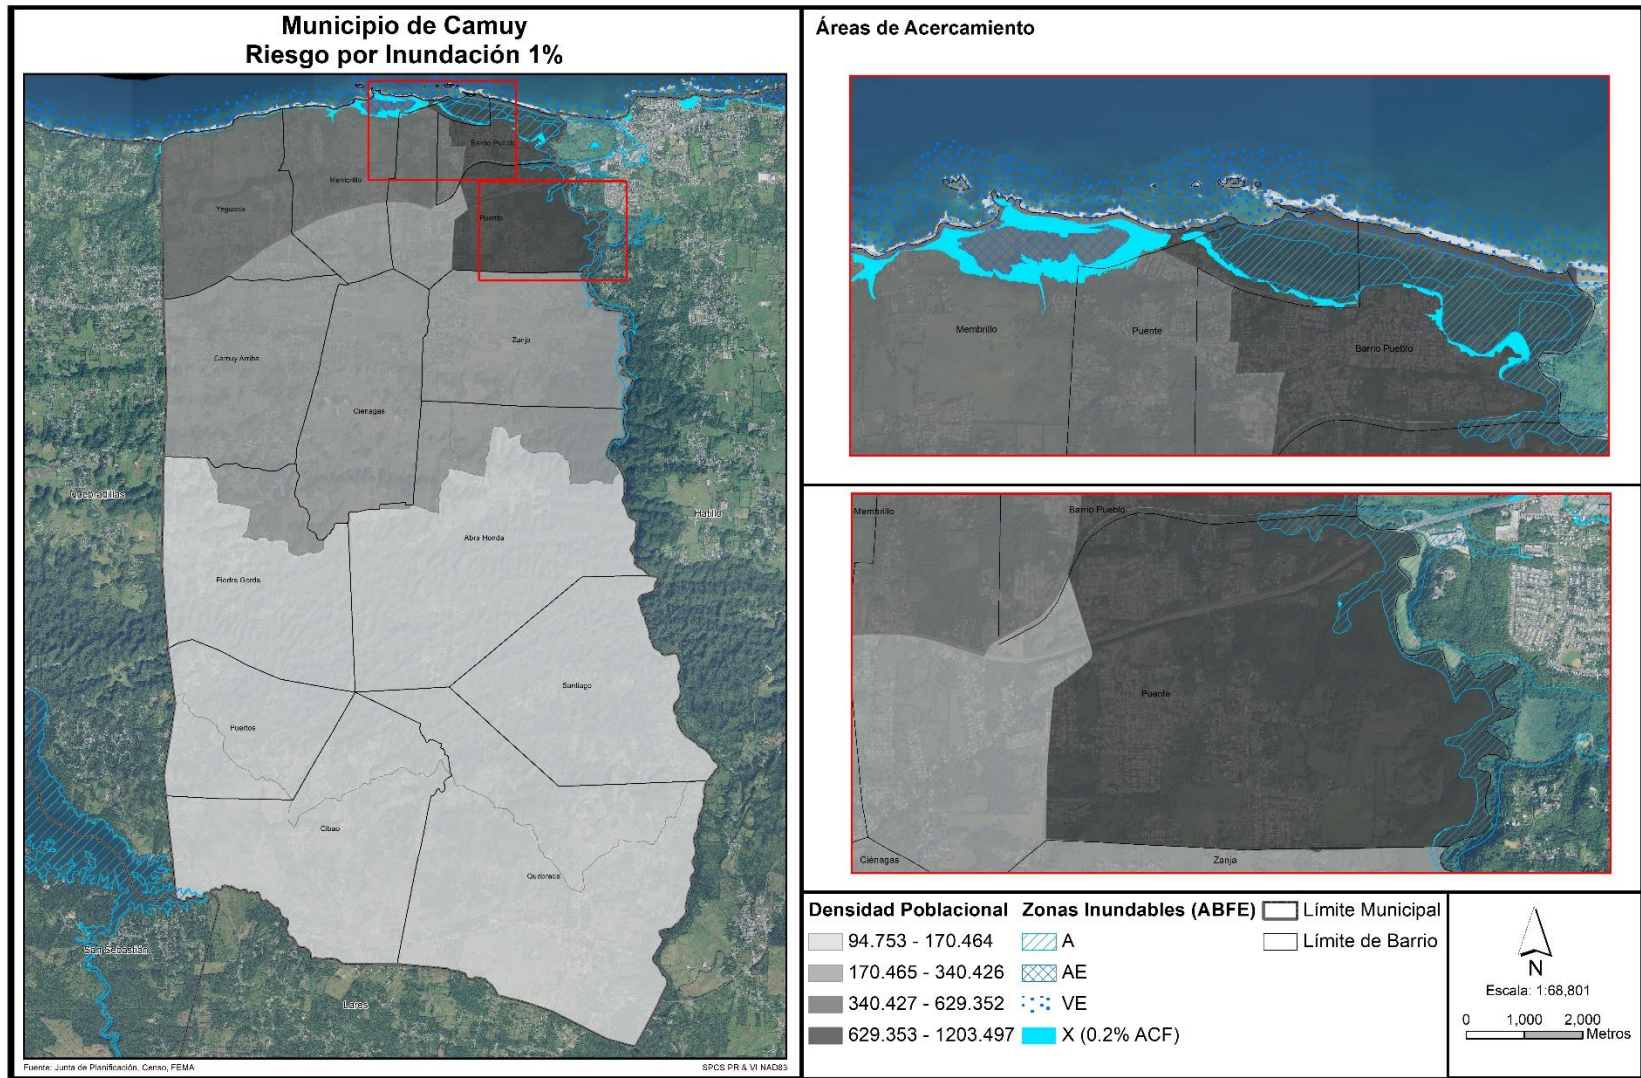 Municipio de Camuy
Riesgo por Inundación 1%
Barrio Pueblo
Membrillo
Yeguada
Puente
Camuy Arriba
Zanja
Ciénagas
Quebradillas
Hatillo
Abra Honda
Piedra Gorda
Santiago
Puertos
Cibao
Quebrada
San Sebastián
Lares
Fuente: Junta de Planificación, Censo, FEMA
SPCS PR & VI NAD83
Áreas de Acercamiento
Membrillo
Puente
Barrio Pueblo
Membrillo
Barrio Pueblo
Puente
Ciénagas
Zanja
Densidad Poblacional
94.753 - 170.464
170.465 - 340.426
340.427 - 629.352
629.353 - 1203.497
Zonas Inundables (ABFE)
A
AE
VE
X (0.2% ACF)
Límite Municipal
Límite de Barrio
N
Escala: 1:68,801
0 1,000 2,000
Metros